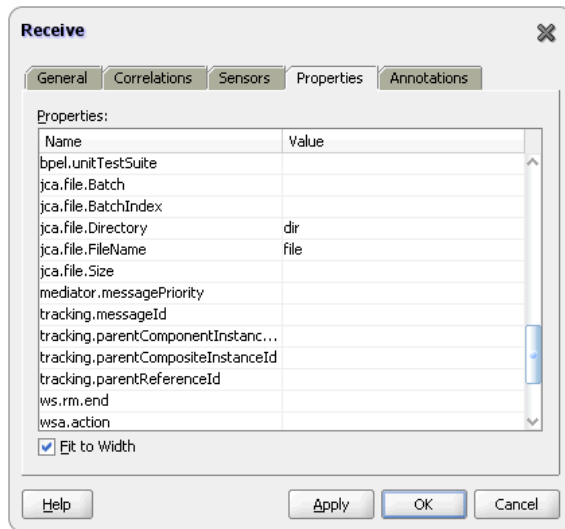 Receive
General Correlations Sensors Properties Annotations
Properties:
Name Value
bpel.unitTestSuite
jca.file.Batch
jca.file.BatchIndex
jca.file.Directory dir
jca.file.FileName file
jca.file.Size
mediator.messagePriority
tracking.messageId
tracking.parentComponentInstanc...
tracking.parentCompositeInstanceId
tracking.parentReferenceId
ws.rm.end
wsa.action
Fit to Width
Help Apply OK Cancel